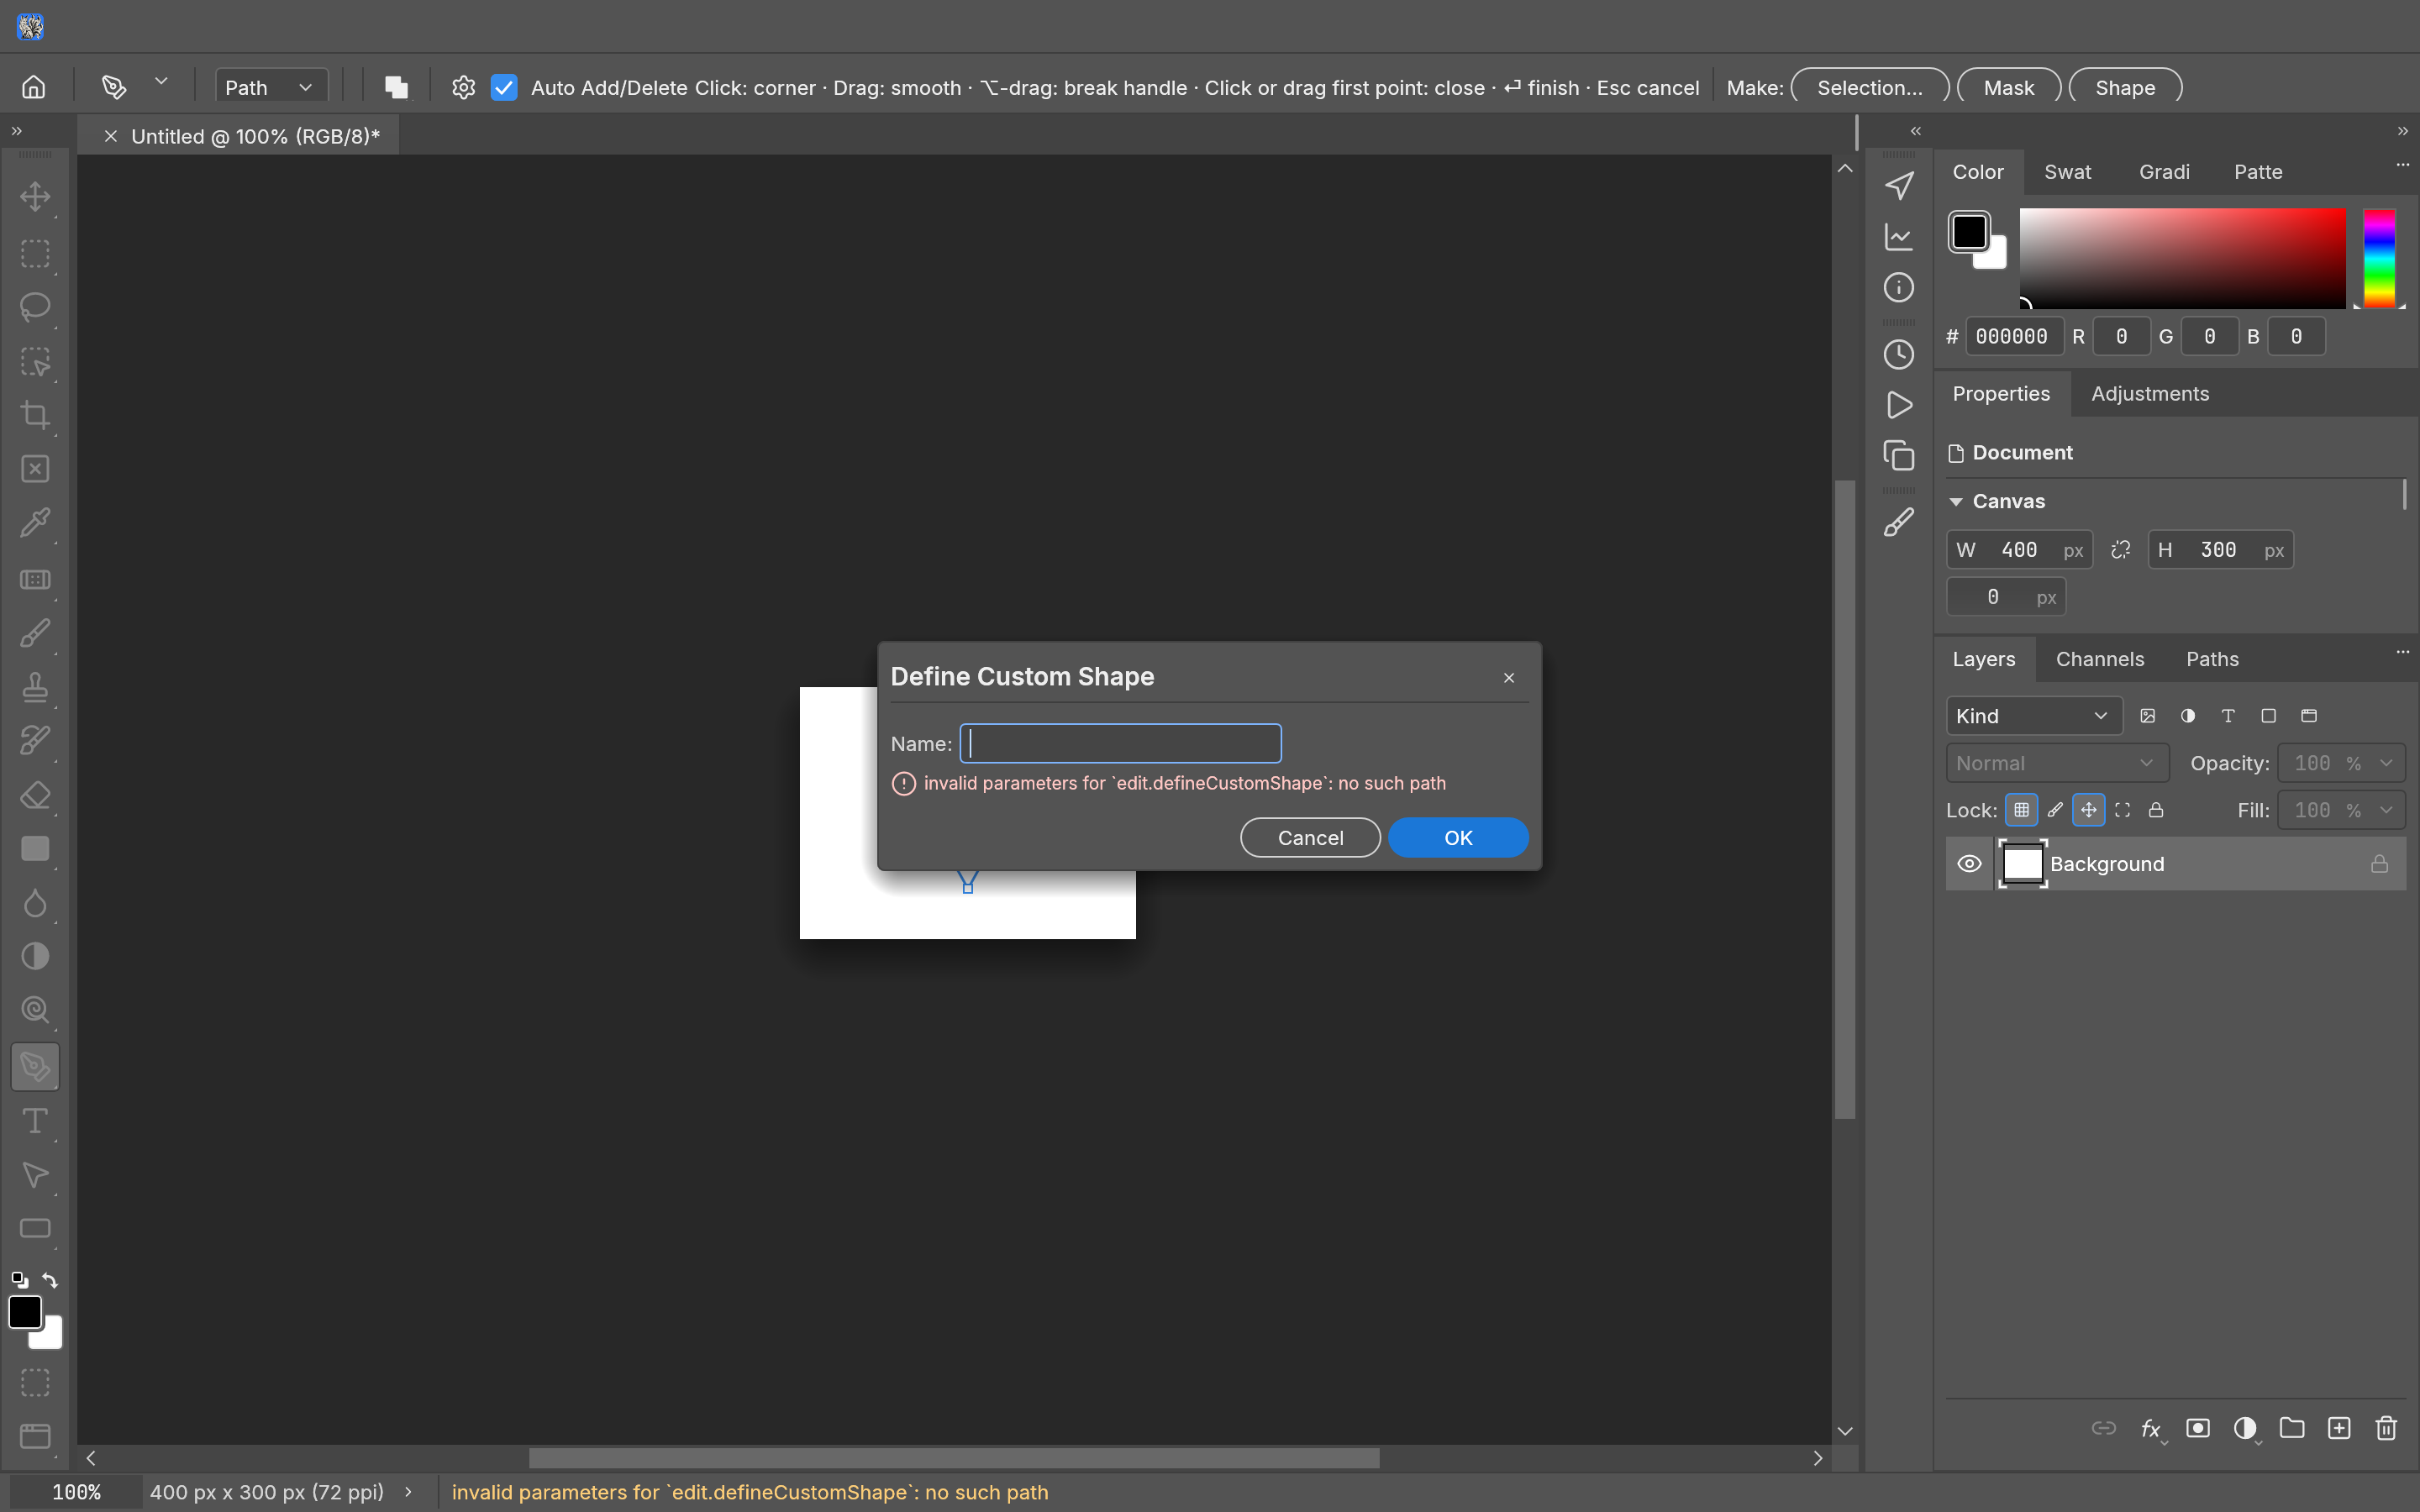 Path
Auto Add/Delete Click: corner · Drag: smooth · ⌥-drag: break handle · Click or drag first point: close · ⏎ finish · Esc cancel
Make: Selection... Mask Shape
Untitled @ 100% (RGB/8)*
Color Swat Gradi Patte
# 000000 R 0 G 0 B 0
Properties Adjustments
Document
Canvas
W 400 px H 300 px
0 px
Define Custom Shape
Name:
invalid parameters for `edit.defineCustomShape`: no such path
Cancel OK
Layers Channels Paths
Kind
Normal Opacity: 100 %
Lock: Fill: 100 %
Background
fx
100% 400 px x 300 px (72 ppi) invalid parameters for `edit.defineCustomShape`: no such path